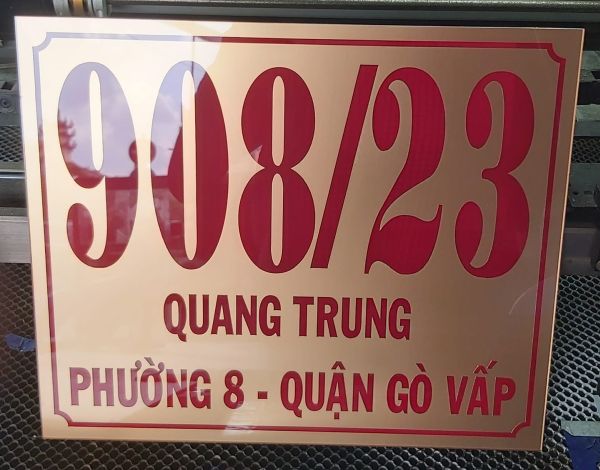 908/23
QUANG TRUNG
PHƯỜNG 8 - QUẬN GÒ VẤP